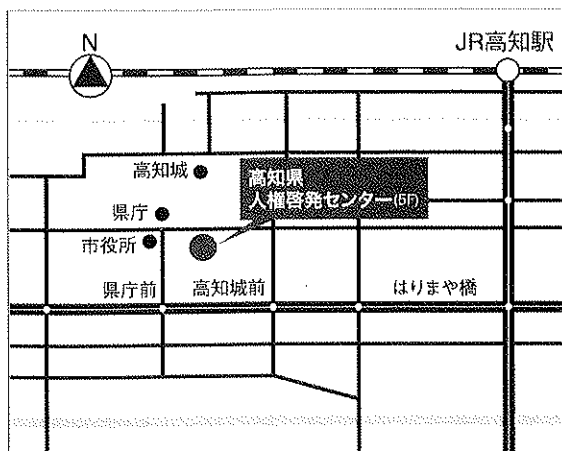 N
JR高知駅
高知城
高知県
人権啓発センター(5F)
県庁
市役所
県庁前
高知城前
はりまや橋